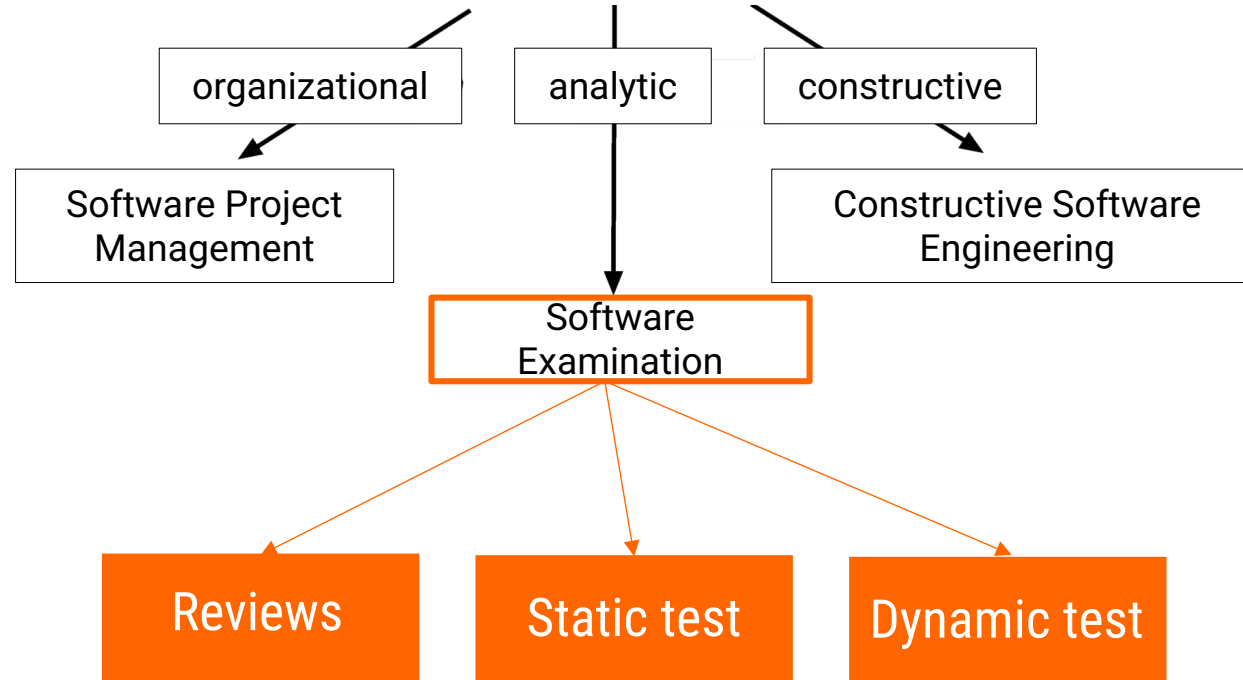 organizational
analytic
constructive
Software Project
Management
Constructive Software
Engineering
Software
Examination
Reviews
Static test
Dynamic test